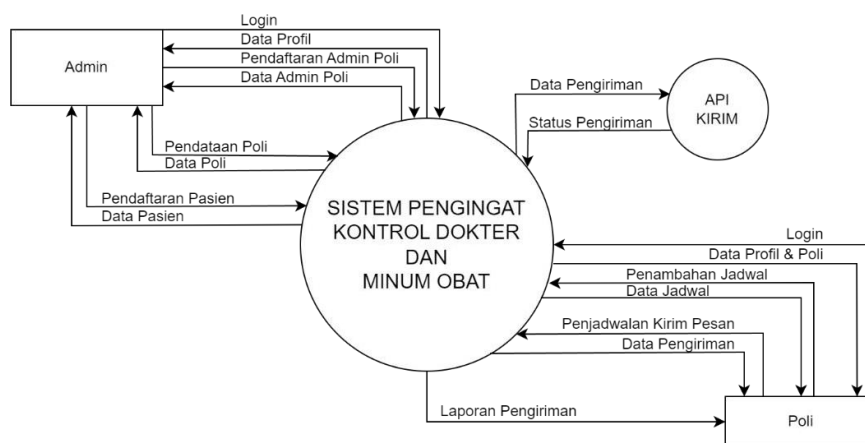 Login
Data Profil
Pendaftaran Admin Poli
Data Admin Poli
Admin
Pendataan Poli
Data Poli
Pendaftaran Pasien
Data Pasien
Data Pengiriman
Status Pengiriman
API
KIRIM
SISTEM PENGINGAT
KONTROL DOKTER
DAN
MINUM OBAT
Login
Data Profil & Poli
Penambahan Jadwal
Data Jadwal
Penjadwalan Kirim Pesan
Data Pengiriman
Laporan Pengiriman
Poli